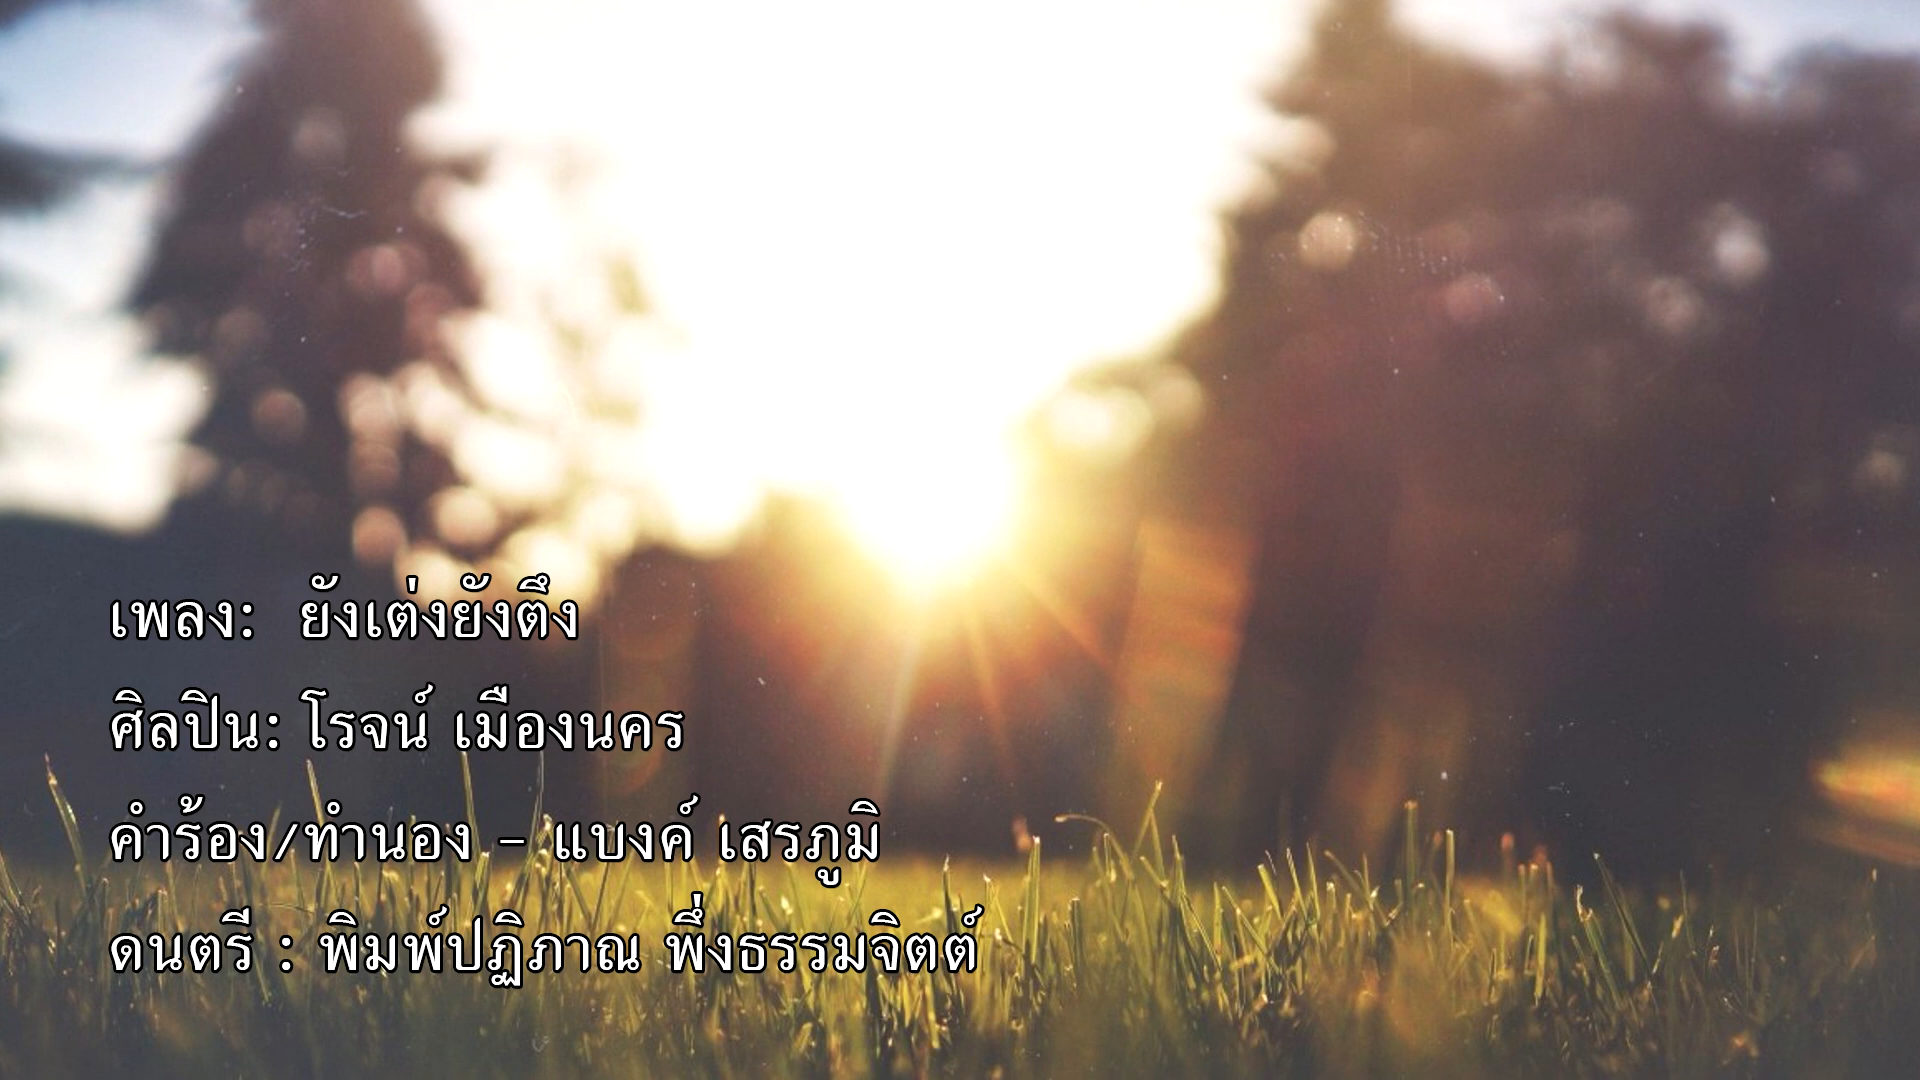 เพลง: ยังเต่งยังตึง
ศิลปิน: โรจน์ เมืองนคร
คำร้อง/ทำนอง - แบงค์ เสรภูมิ
ดนตรี : พิมพ์ปฏิภาณ พึ่งธรรมจิตต์